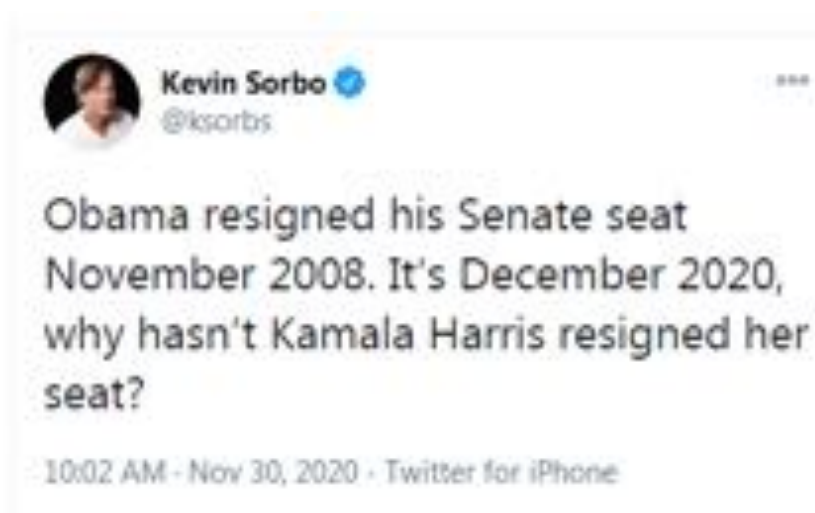 Kevin Sorbo
@ksorbs
Obama resigned his Senate seat
November 2008. It's December 2020,
why hasn't Kamala Harris resigned her
seat?
10:02 AM · Nov 30, 2020 · Twitter for iPhone